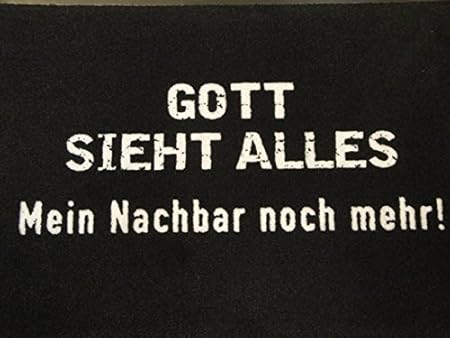 GOTT
SIEHT ALLES
Mein Nachbar noch mehr!